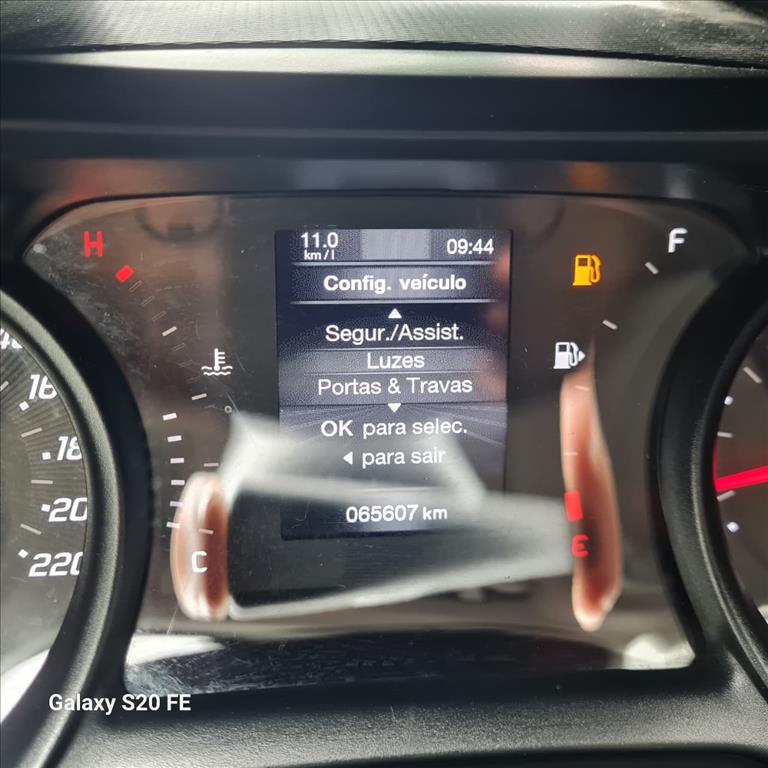 11.0
km/l
09:44
Config. veículo
Segur./Assist.
Luzes
Portas & Travas
OK para selec.
para sair
065607 km
H
C
F
E
16
18
20
220
Galaxy S20 FE